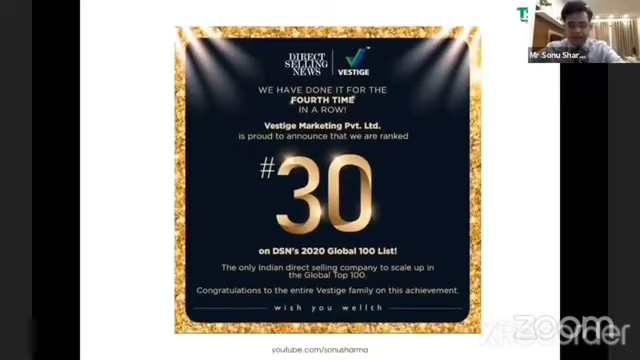 Mr Sonu Shar...
DIRECT
SELLING
NEWS
VESTIGE
WE HAVE DONE IT FOR THE
FOURTH TIME
IN A ROW!
Vestige Marketing Pvt. Ltd.
is proud to announce that we are ranked
#30
on DSN's 2020 Global 100 List!
The only Indian direct selling company to scale up in
the Global Top 100.
Congratulations to the entire Vestige family on this achievement.
wish you wellth
zoom
youtube.com/sonusharma